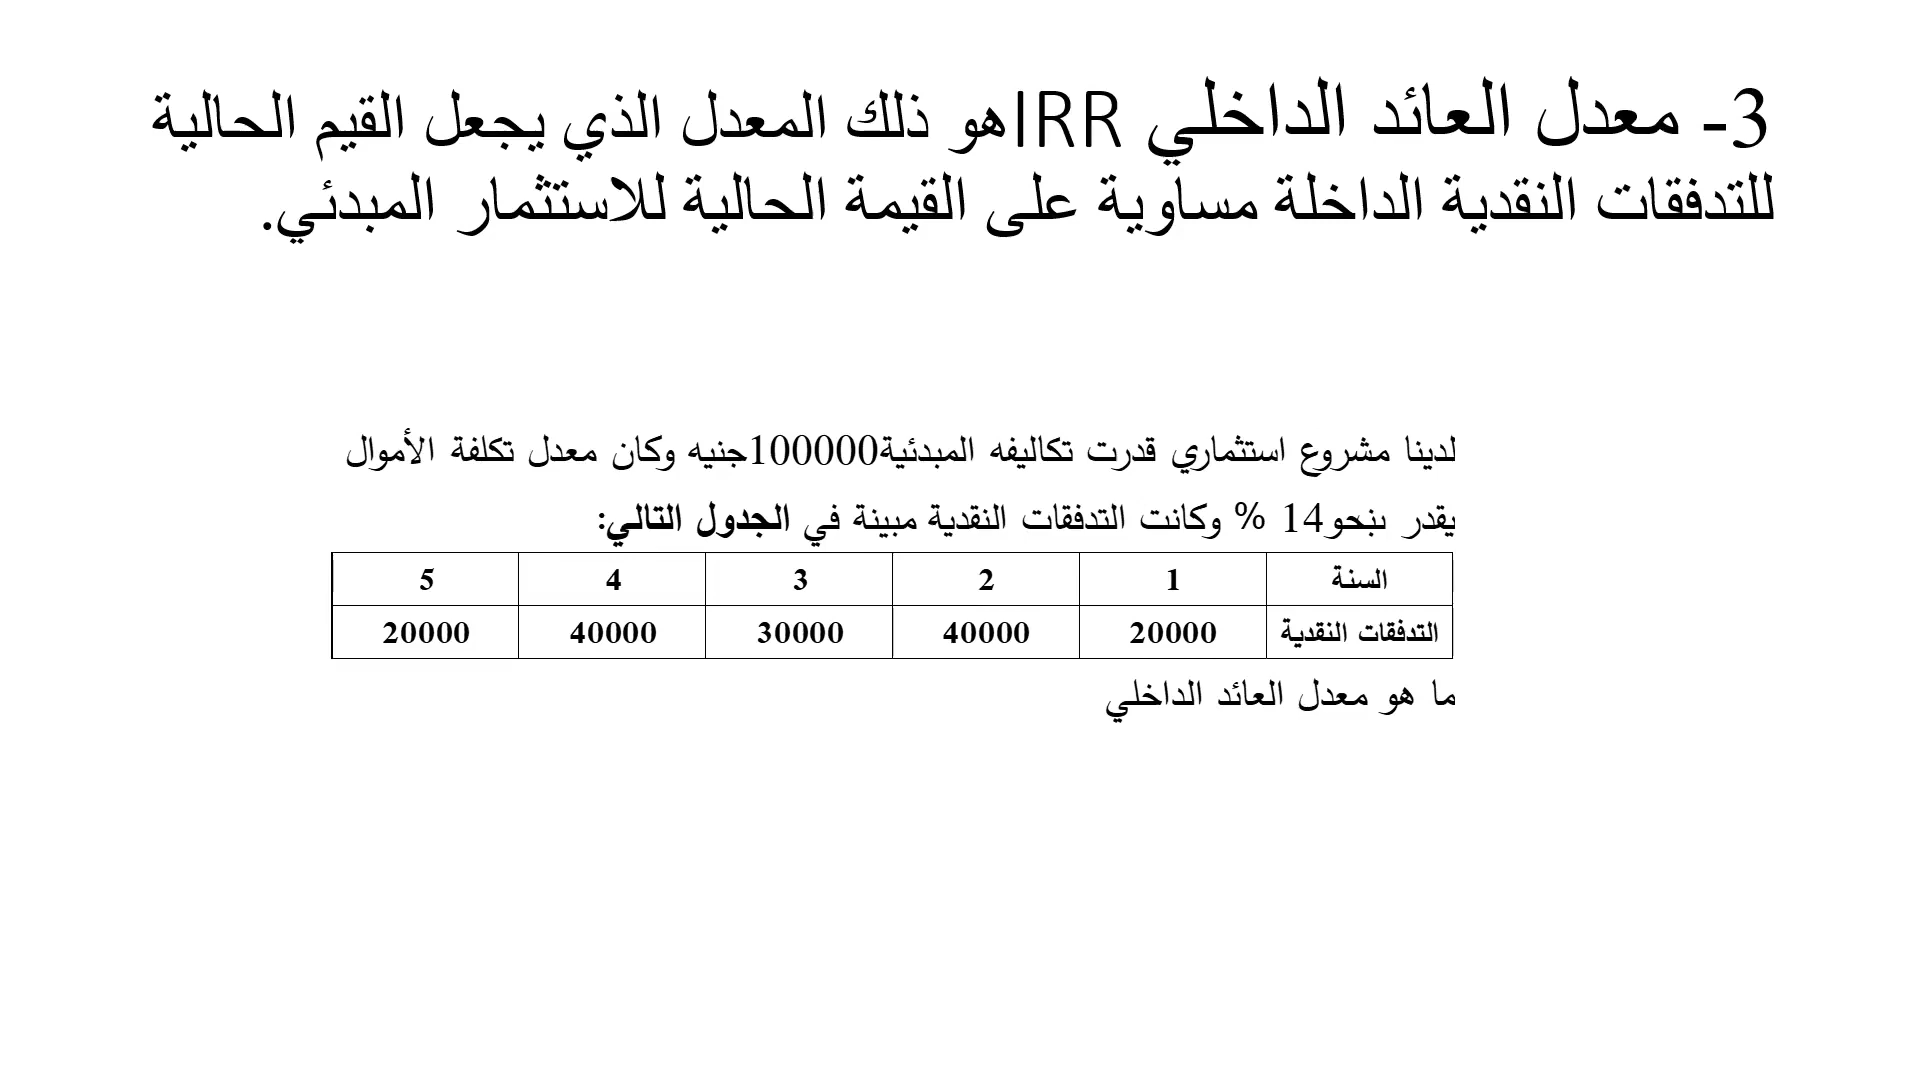 3- معدل العائد الداخلي IRRهو ذلك المعدل الذي يجعل القيم الحالية
للتدفقات النقدية الداخلة مساوية على القيمة الحالية للاستثمار المبدئي.
لدينا مشروع استثماري قدرت تكاليفه المبدئية100000جنيه وكان معدل تكلفة الأموال
يقدر بنحو14 % وكانت التدفقات النقدية مبينة في الجدول التالي:
السنة 1 2 3 4 5
التدفقات النقدية 20000 40000 30000 40000 20000
ما هو معدل العائد الداخلي